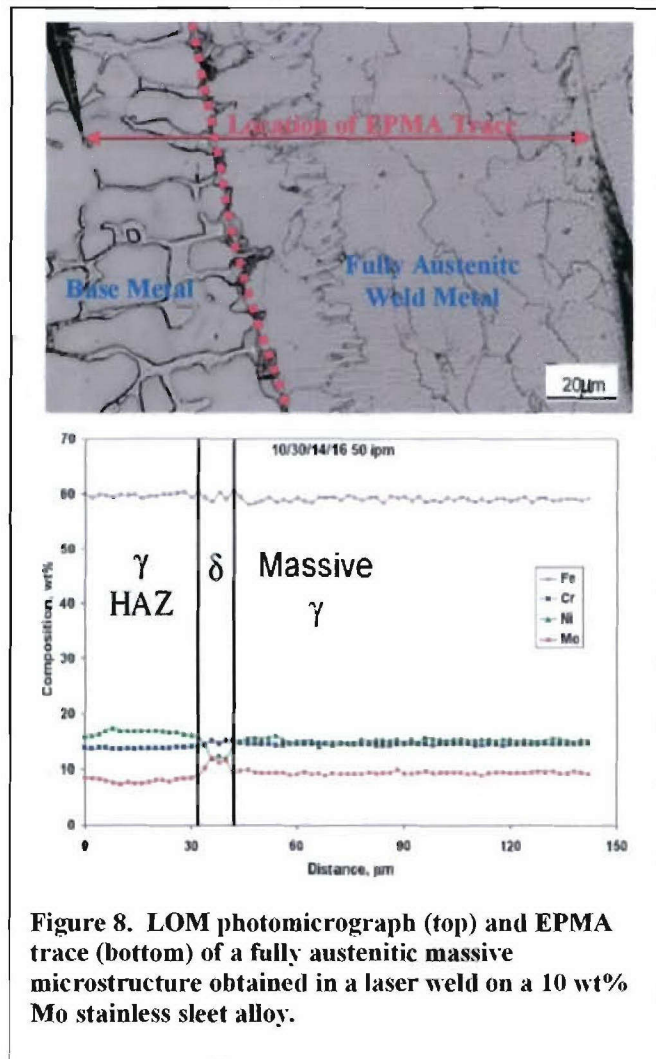 Location of EPMA Trace
Base Metal
Fully Austenitc
Weld Metal
20µm
70
60
50
40
30
20
10
0
Composition, wt%
10/30/14/16 50 ipm
γ
HAZ
δ
Massive
γ
Fe
Cr
Ni
Mo
0
30
60
90
120
150
Distance, µm
Figure 8. LOM photomicrograph (top) and EPMA
trace (bottom) of a fully austenitic massive
microstructure obtained in a laser weld on a 10 wt%
Mo stainless sleet alloy.